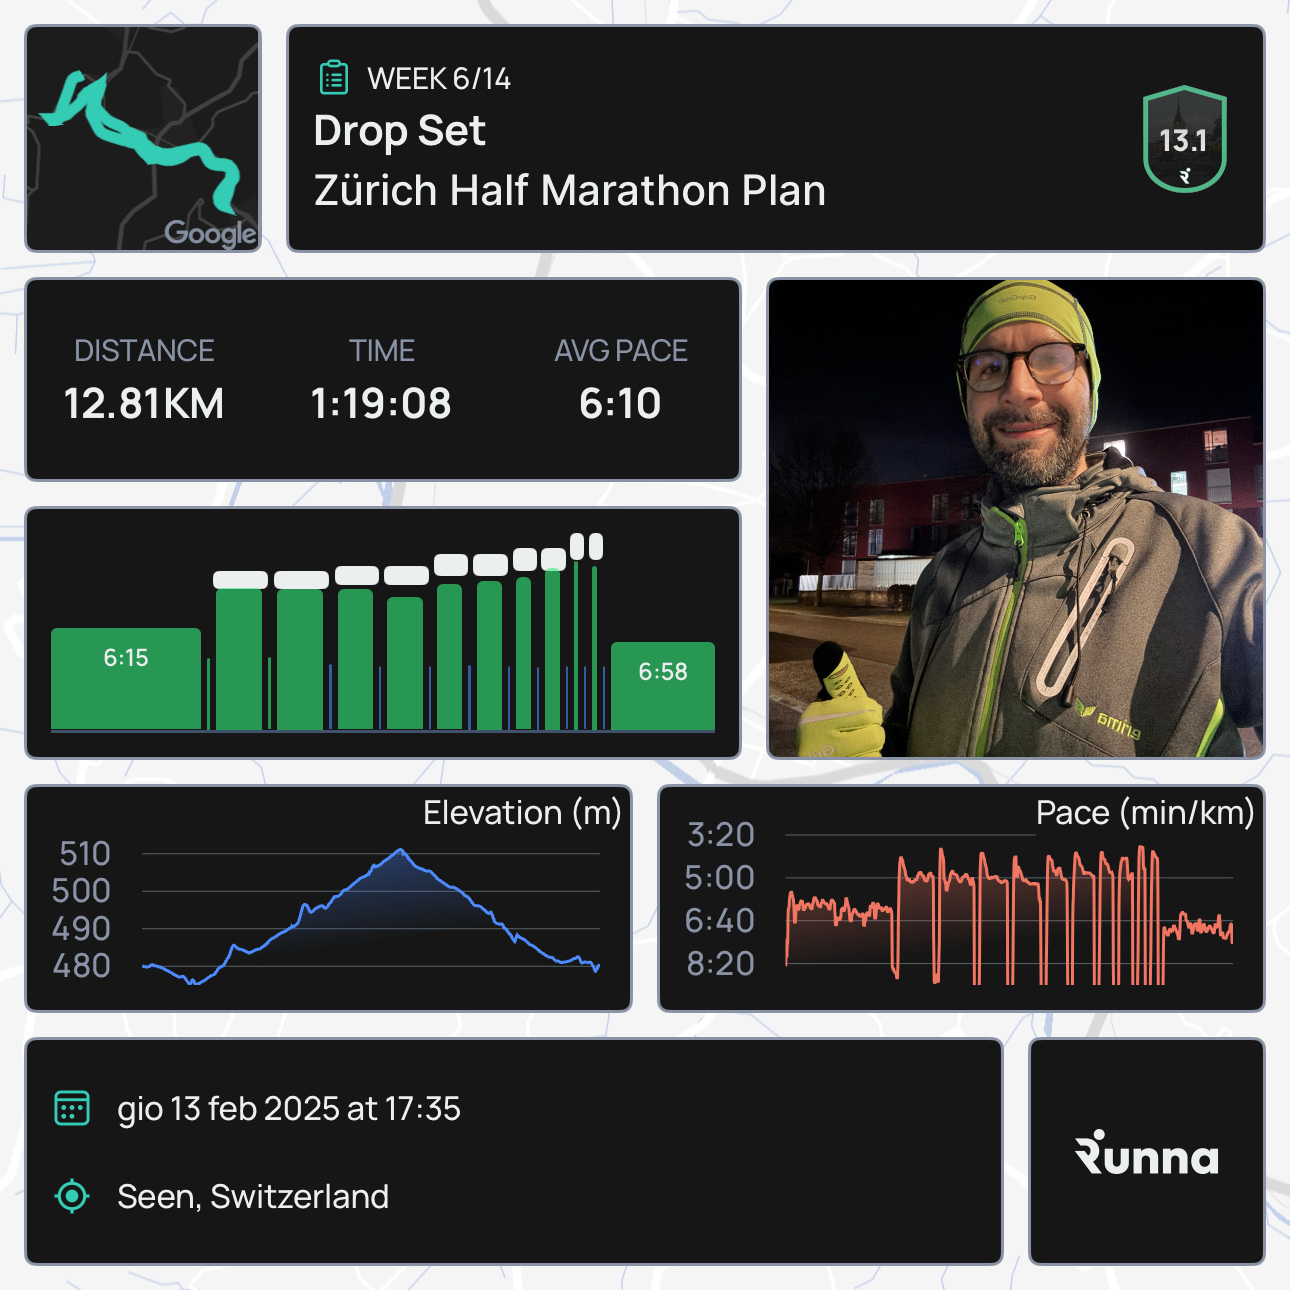 Google
WEEK 6/14
Drop Set
Zürich Half Marathon Plan
13.1
DISTANCE
TIME
AVG PACE
12.81KM
1:19:08
6:10
6:15
6:58
Elevation (m)
510
500
490
480
Pace (min/km)
3:20
5:00
6:40
8:20
gio 13 feb 2025 at 17:35
Seen, Switzerland
Runna